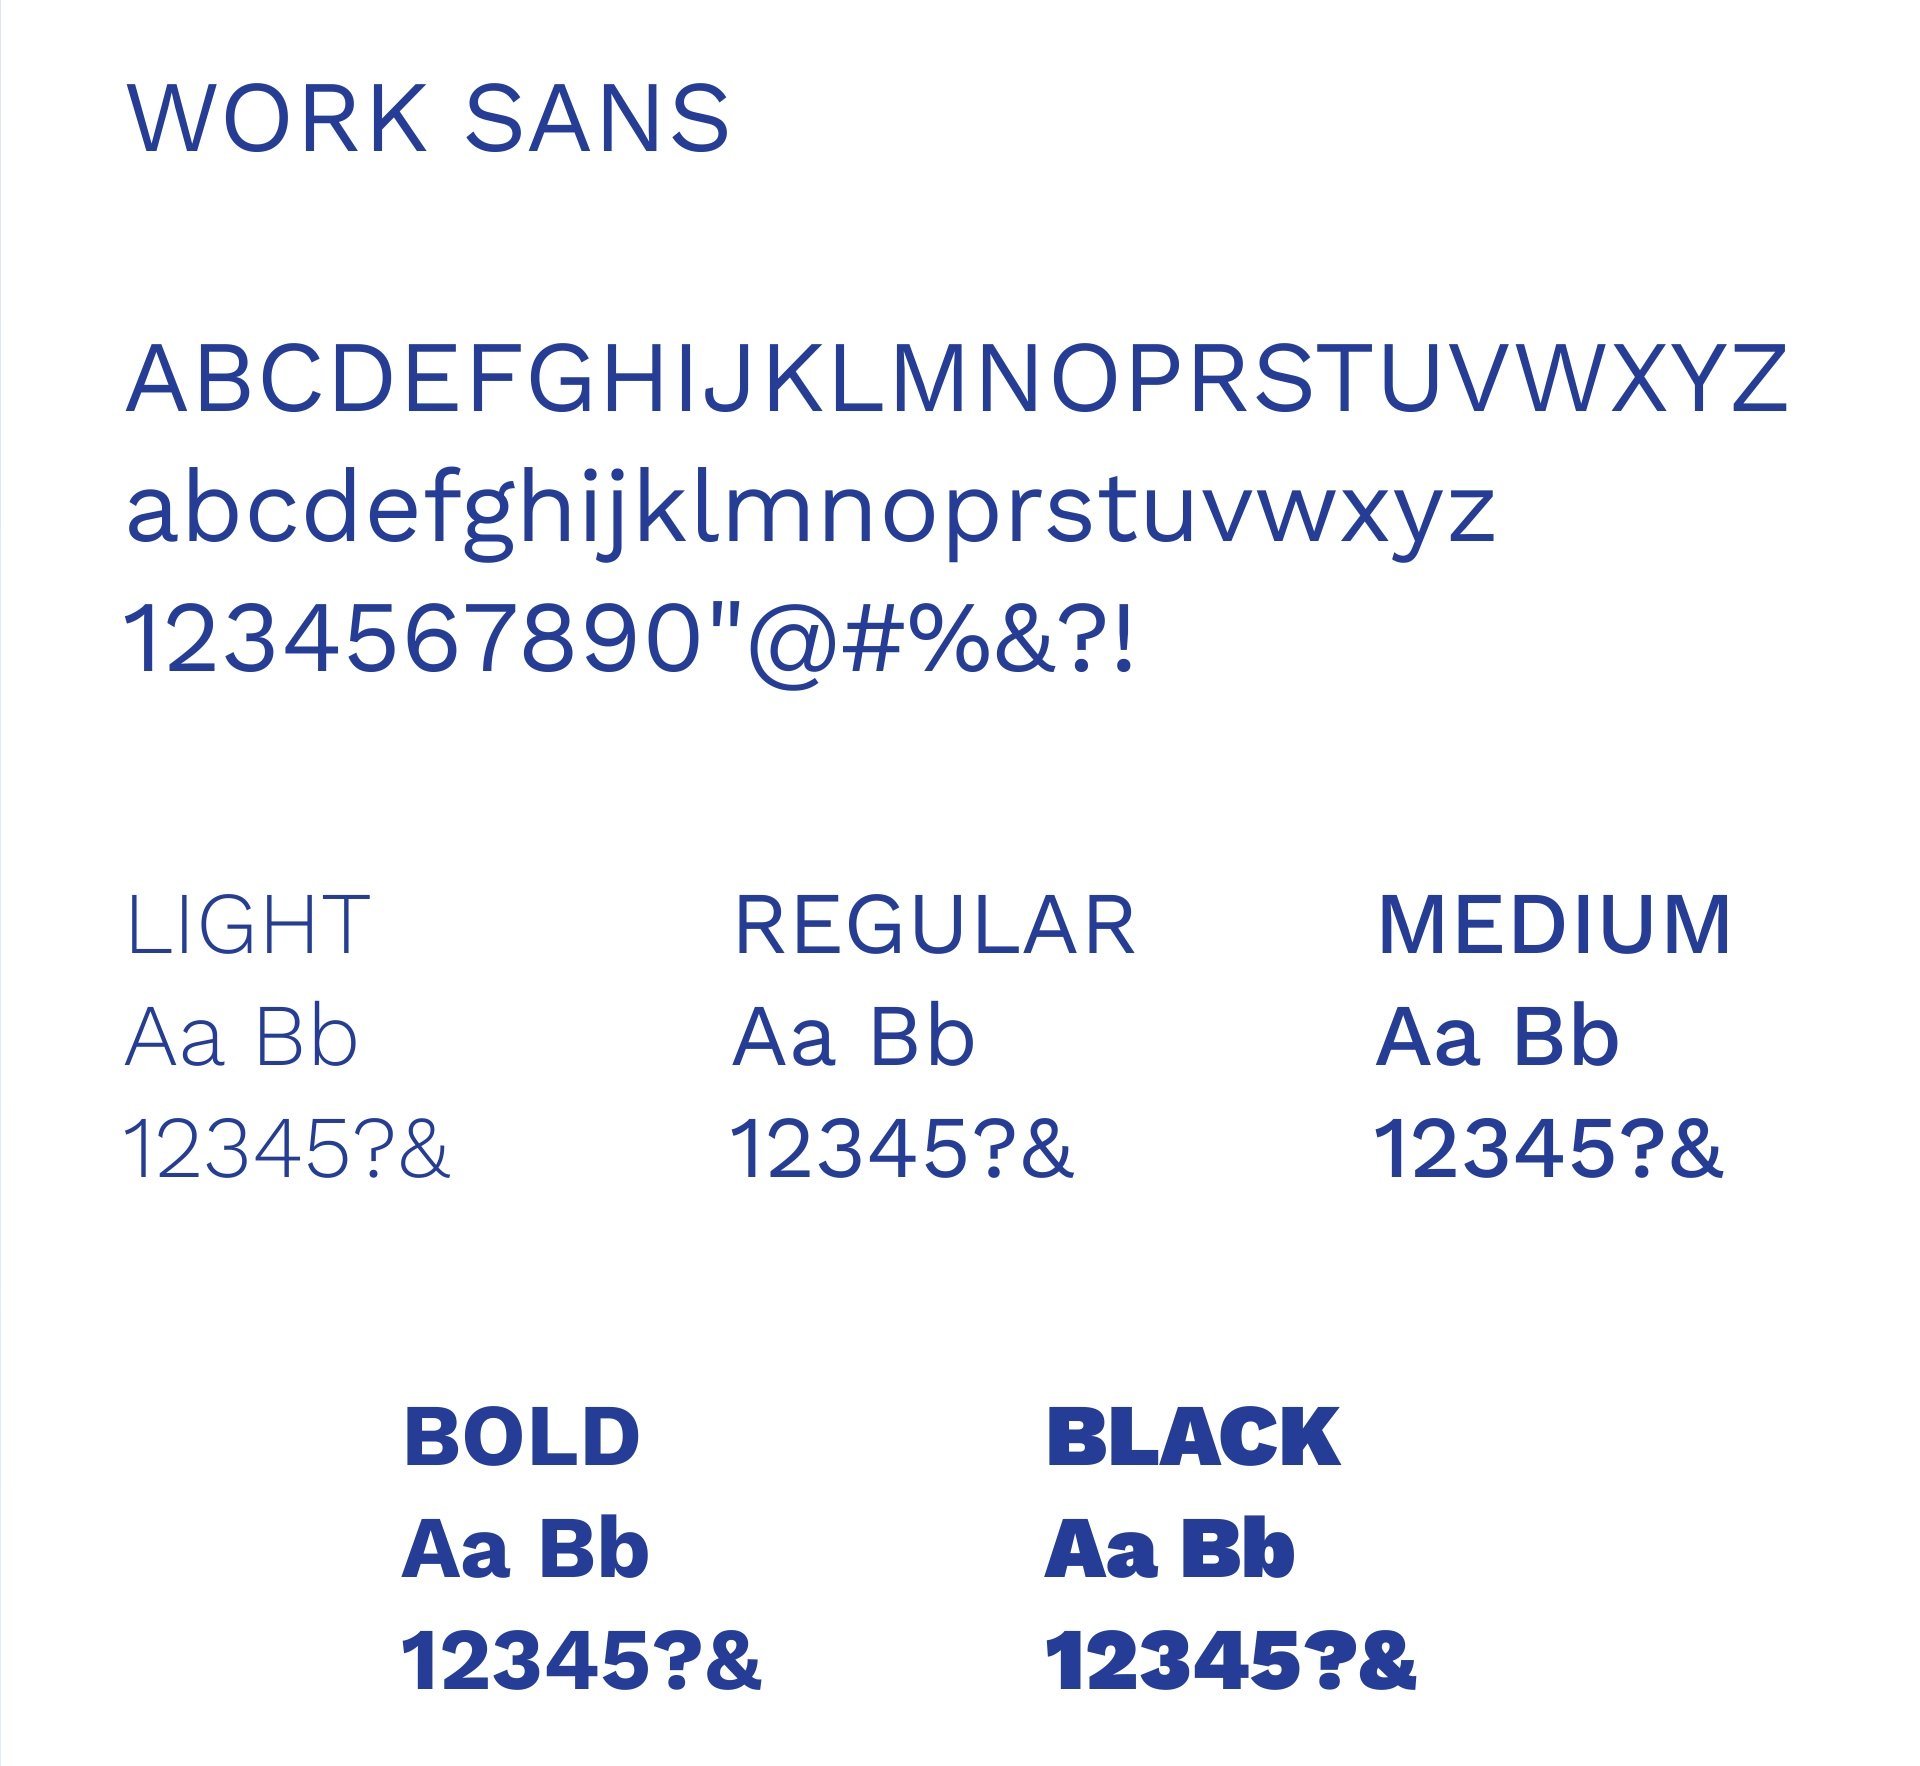 WORK SANS
ABCDEFGHIJKLMNOPRSTUVWXYZ
abcdefghijklmnoprstuvwxyz
1234567890"@#%&?!
LIGHT
Aa Bb
12345?&
REGULAR
Aa Bb
12345?&
MEDIUM
Aa Bb
12345?&
BOLD
Aa Bb
12345?&
BLACK
Aa Bb
12345?&